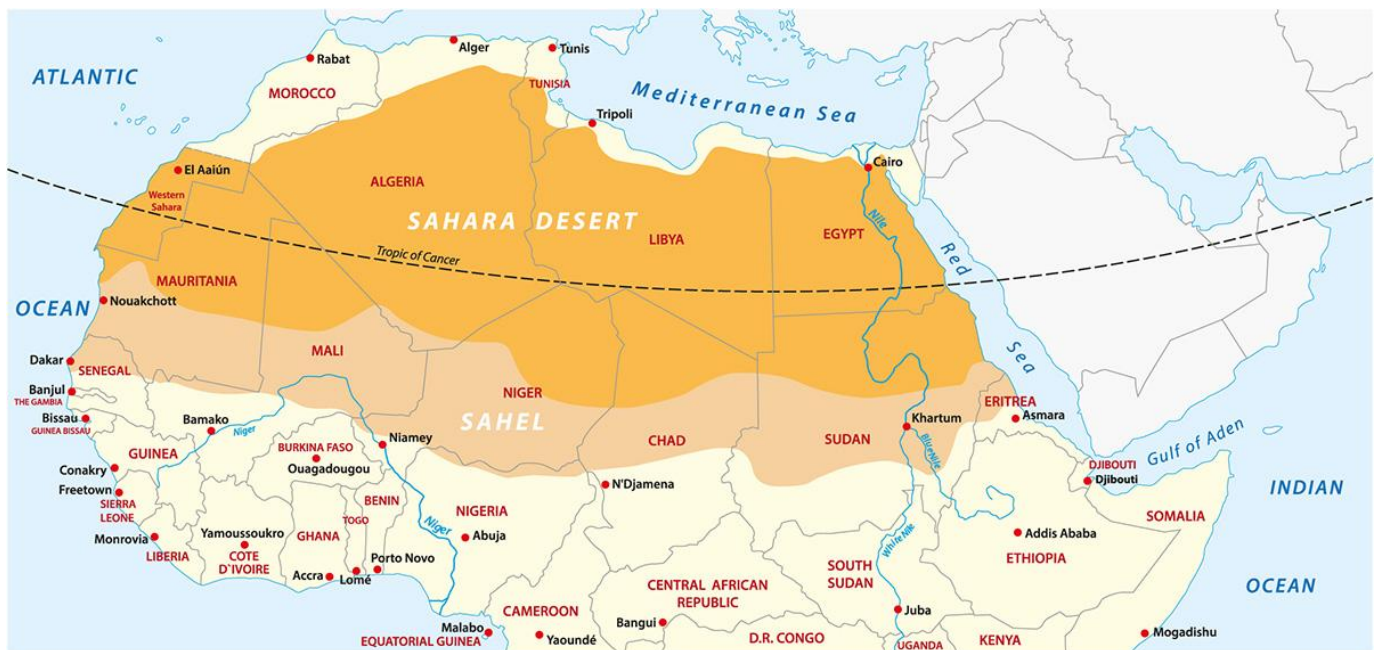 ATLANTIC
OCEAN
Rabat
Alger
Tunis
MOROCCO
TUNISIA
Tripoli
Mediterranean Sea
El Aaiún
Western
Sahara
ALGERIA
SAHARA DESERT
LIBYA
EGYPT
Cairo
Nile
Red Sea
Tropic of Cancer
MAURITANIA
Nouakchott
MALI
NIGER
SAHEL
CHAD
SUDAN
Khartum
ERITREA
Asmara
Dakar
SENEGAL
Banjul
THE GAMBIA
Bissau
GUINEA BISSAU
Bamako
Niger
Niamey
BURKINA FASO
Ouagadougou
GUINEA
Conakry
Freetown
SIERRA
LEONE
Monrovia
LIBERIA
Yamoussoukro
COTE
D'IVOIRE
GHANA
TOGO
BENIN
Accra
Lomé
Porto Novo
NIGERIA
Niger
Abuja
N'Djamena
BlueNile
WhiteNile
DJIBOUTI
Djibouti
Gulf of Aden
INDIAN
OCEAN
SOMALIA
Addis Ababa
ETHIOPIA
SOUTH
SUDAN
Juba
CENTRAL AFRICAN
REPUBLIC
Bangui
CAMEROON
Yaoundé
Malabo
EQUATORIAL GUINEA
D.R. CONGO
UGANDA
KENYA
Mogadishu